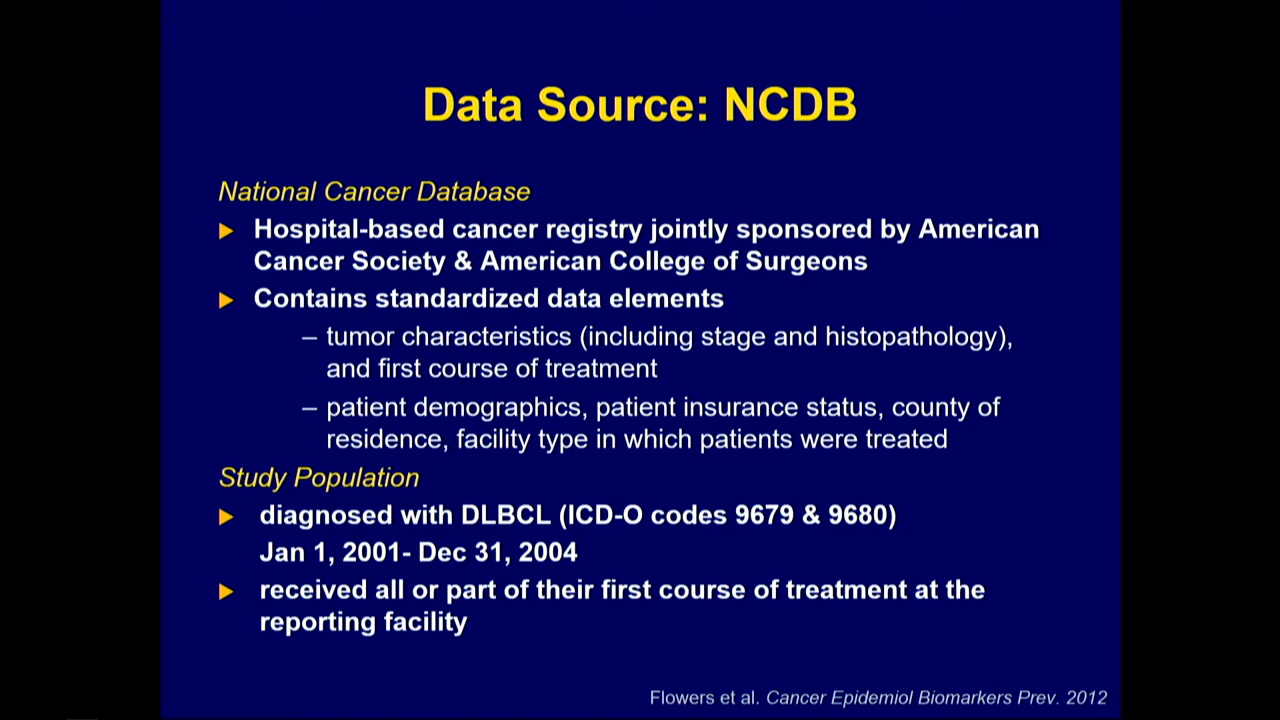 Data Source: NCDB
National Cancer Database
Hospital-based cancer registry jointly sponsored by American
Cancer Society & American College of Surgeons
Contains standardized data elements
– tumor characteristics (including stage and histopathology),
and first course of treatment
– patient demographics, patient insurance status, county of
residence, facility type in which patients were treated
Study Population
diagnosed with DLBCL (ICD-O codes 9679 & 9680)
Jan 1, 2001- Dec 31, 2004
received all or part of their first course of treatment at the
reporting facility
Flowers et al. Cancer Epidemiol Biomarkers Prev. 2012